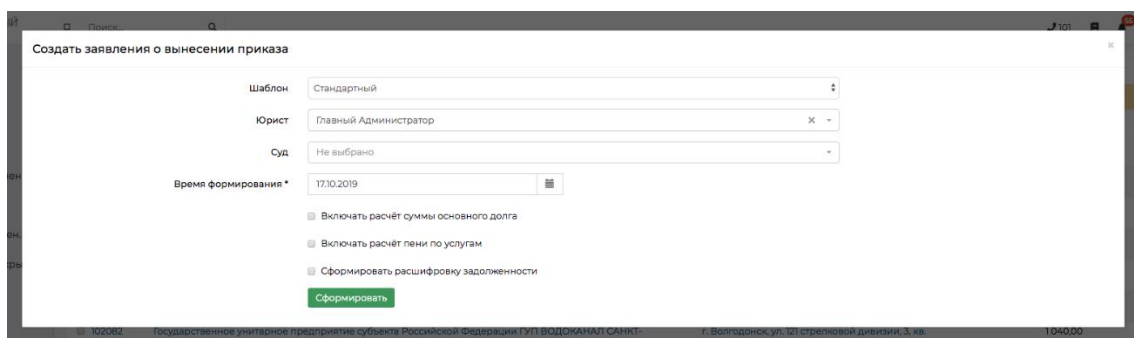 Поиск...
101
55
Создать заявления о вынесении приказа
×
Шаблон
Стандартный
Юрист
Главный Администратор
Суд
Не выбрано
Время формирования *
17.10.2019
Включать расчёт суммы основного долга
Включать расчёт пени по услугам
Сформировать расшифровку задолженности
Сформировать
102082 Государственное унитарное предприятие субъекта Российской Федерации ГУП ВОДОКАНАЛ САНКТ- г. Волгодонск, ул. 121 стрелковой дивизии, 3, кв. 1 040,00